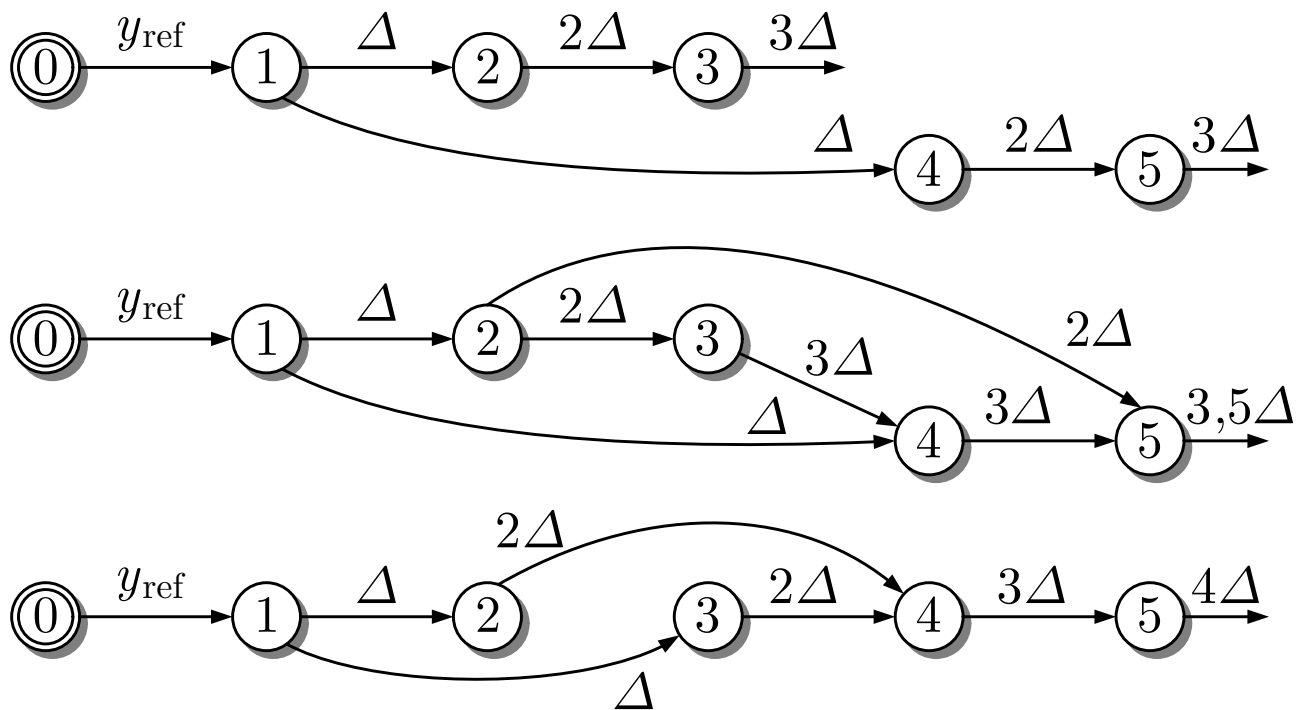 y_ref Δ 2Δ 3Δ
0 1 2 3
Δ 2Δ 3Δ
4 5
y_ref Δ 2Δ 2Δ
0 1 2 3
3Δ
Δ 3Δ 3,5Δ
4 5
2Δ
y_ref Δ 2Δ 3Δ 4Δ
0 1 2 3 4 5
Δ